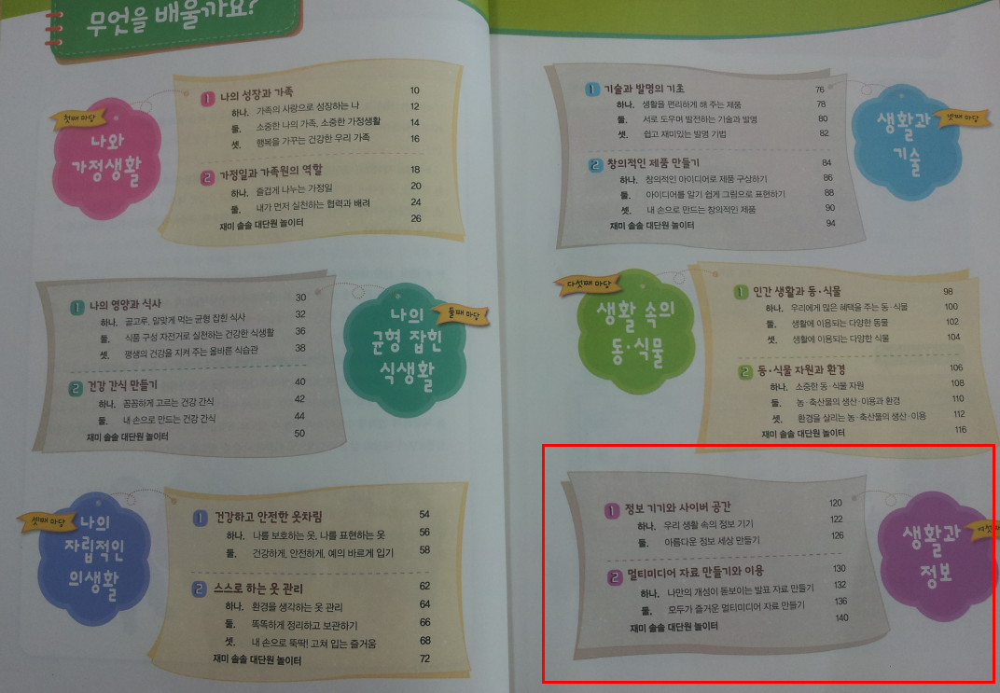 무엇을 배울까요?
첫째 마당
나와
가정생활
1 나의 성장과 가족 10
하나. 가족의 사랑으로 성장하는 나 12
둘. 소중한 나의 가족, 소중한 가정생활 14
셋. 행복을 가꾸는 건강한 우리 가족 16
2 가정일과 가족원의 역할 18
하나. 즐겁게 나누는 가정일 20
둘. 내가 먼저 실천하는 협력과 배려 24
재미 솔솔 대단원 놀이터 26
둘째 마당
나의
균형 잡힌
식생활
1 나의 영양과 식사 30
하나. 골고루, 알맞게 먹는 균형 잡힌 식사 32
둘. 식품 구성 자전거로 실천하는 건강한 식생활 36
셋. 평생의 건강을 지켜 주는 올바른 식습관 38
2 건강 간식 만들기 40
하나. 꼼꼼하게 고르는 건강 간식 42
둘. 내 손으로 만드는 건강 간식 44
재미 솔솔 대단원 놀이터 50
셋째 마당
나의
자립적인
의생활
1 건강하고 안전한 옷차림 54
하나. 나를 보호하는 옷, 나를 표현하는 옷 56
둘. 건강하게, 안전하게, 예의 바르게 입기 58
2 스스로 하는 옷 관리 62
하나. 환경을 생각하는 옷 관리 64
둘. 똑똑하게 정리하고 보관하기 66
셋. 내 손으로 뚝딱! 고쳐 입는 즐거움 68
재미 솔솔 대단원 놀이터 72
넷째 마당
생활과
기술
1 기술과 발명의 기초 76
하나. 생활을 편리하게 해 주는 제품 78
둘. 서로 도우며 발전하는 기술과 발명 80
셋. 쉽고 재미있는 발명 기법 82
2 창의적인 제품 만들기 84
하나. 창의적인 아이디어로 제품 구상하기 86
둘. 아이디어를 알기 쉽게 그림으로 표현하기 88
셋. 내 손으로 만드는 창의적인 제품 90
재미 솔솔 대단원 놀이터 94
다섯째 마당
생활 속의
동·식물
1 인간 생활과 동·식물 98
하나. 우리에게 많은 혜택을 주는 동·식물 100
둘. 생활에 이용되는 다양한 동물 102
셋. 생활에 이용되는 다양한 식물 104
2 동·식물 자원과 환경 106
하나. 소중한 동·식물 자원 108
둘. 농·축산물의 생산·이용과 환경 110
셋. 환경을 살리는 농·축산물의 생산·이용 112
재미 솔솔 대단원 놀이터 116
생활과
정보
1 정보 기기와 사이버 공간 120
하나. 우리 생활 속의 정보 기기 122
둘. 아름다운 정보 세상 만들기 126
2 멀티미디어 자료 만들기와 이용 130
하나. 나만의 개성이 돋보이는 발표 자료 만들기 132
둘. 모두가 즐거운 멀티미디어 자료 만들기 136
재미 솔솔 대단원 놀이터 140